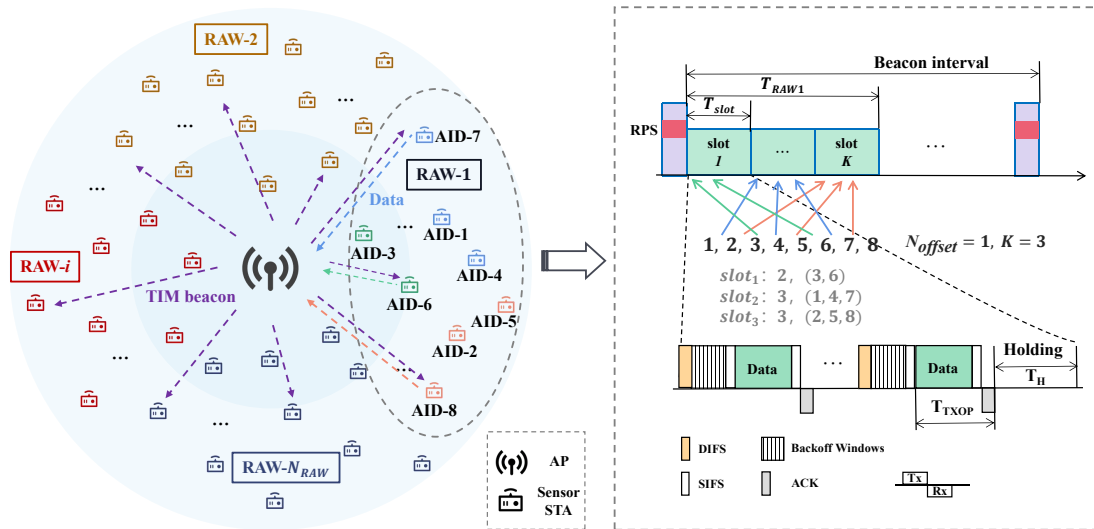 RAW-2
...
AID-7
RAW-1
Data
...
AID-1
AID-3
AID-4
AID-6
AID-5
AID-2
AID-8
...
...
RAW-i
TIM beacon
...
...
RAW-N_RAW
AP
Sensor
STA
Beacon interval
T_RAW1
T_slot
RPS
slot
1
...
slot
K
...
1, 2, 3, 4, 5, 6, 7, 8
N_offset = 1, K = 3
slot_1: 2, (3,6)
slot_2: 3, (1,4,7)
slot_3: 3, (2,5,8)
Data
...
Data
Holding
T_H
T_TXOP
DIFS
Backoff Windows
SIFS
ACK
Tx
Rx